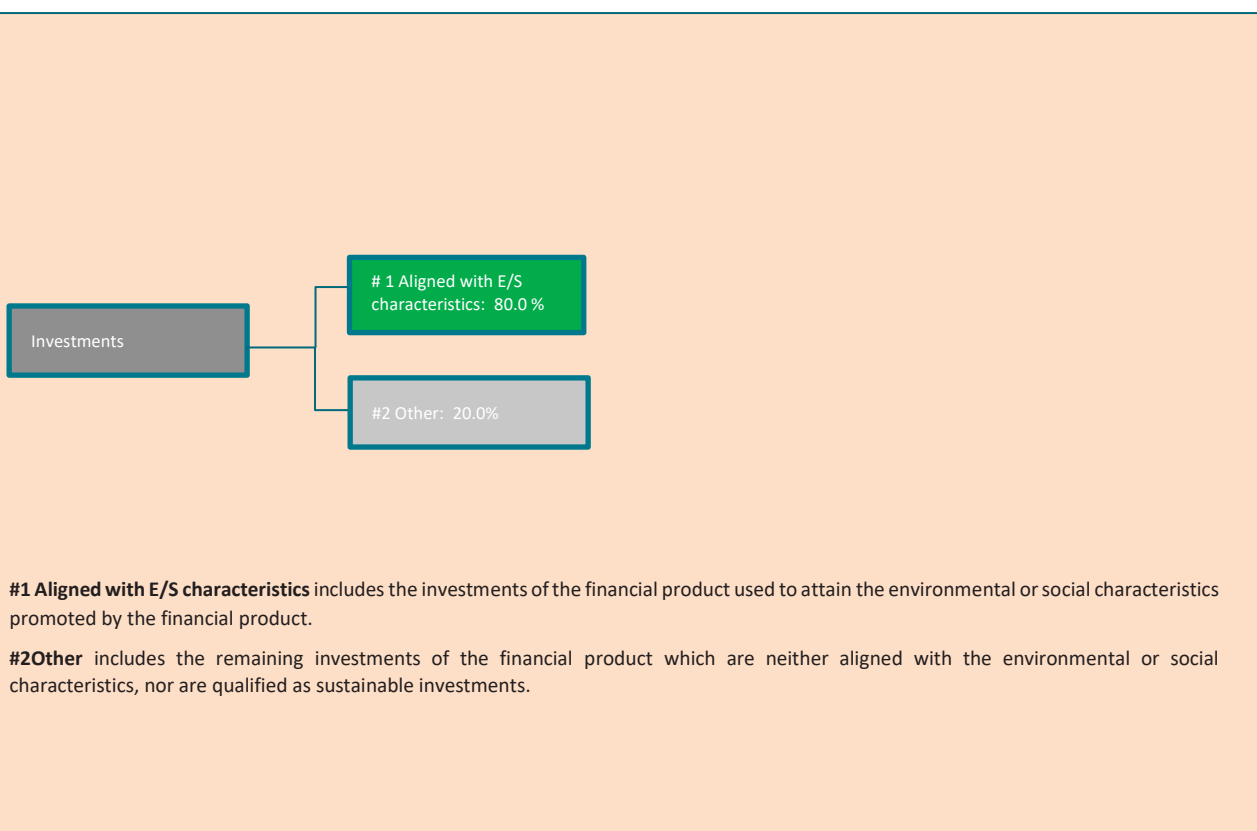 # 1 Aligned with E/S
characteristics:  80.0 %
Investments
#2 Other:  20.0%
#1 Aligned with E/S characteristics includes the investments of the financial product used to attain the environmental or social characteristics
promoted by the financial product.
#2Other includes the remaining investments of the financial product which are neither aligned with the environmental or social
characteristics, nor are qualified as sustainable investments.